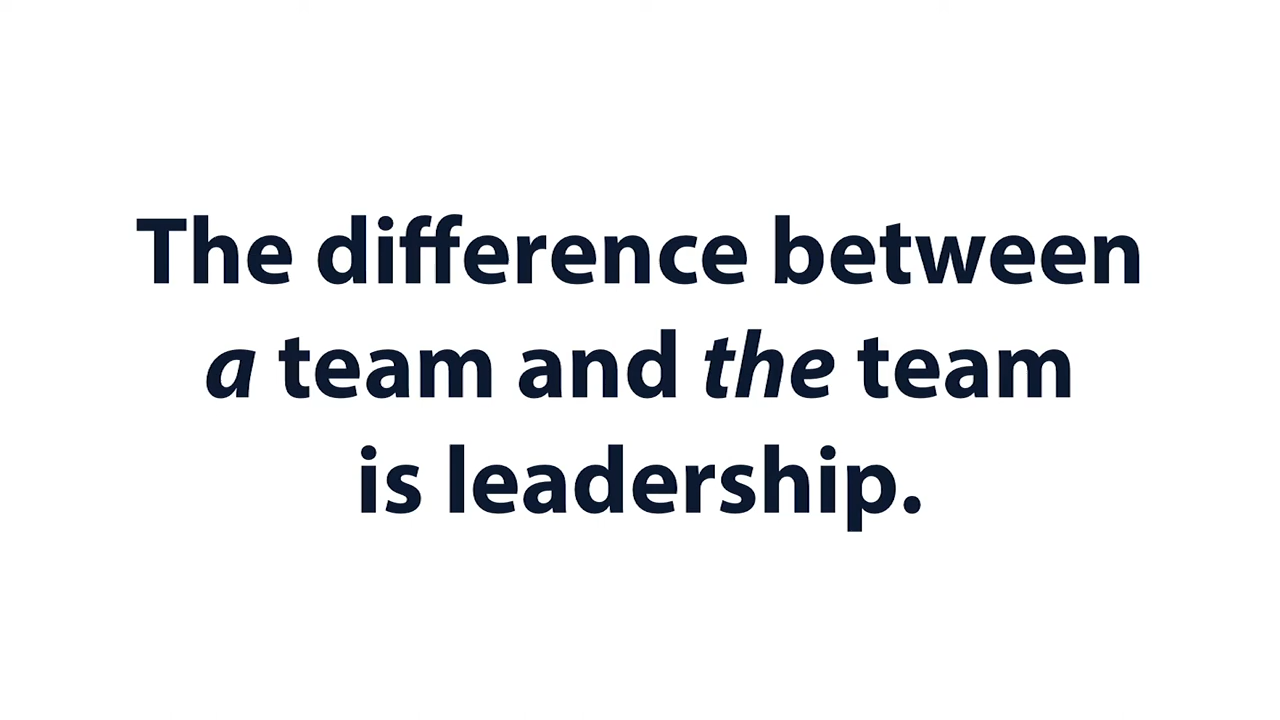 The difference between
a team and the team
is leadership.